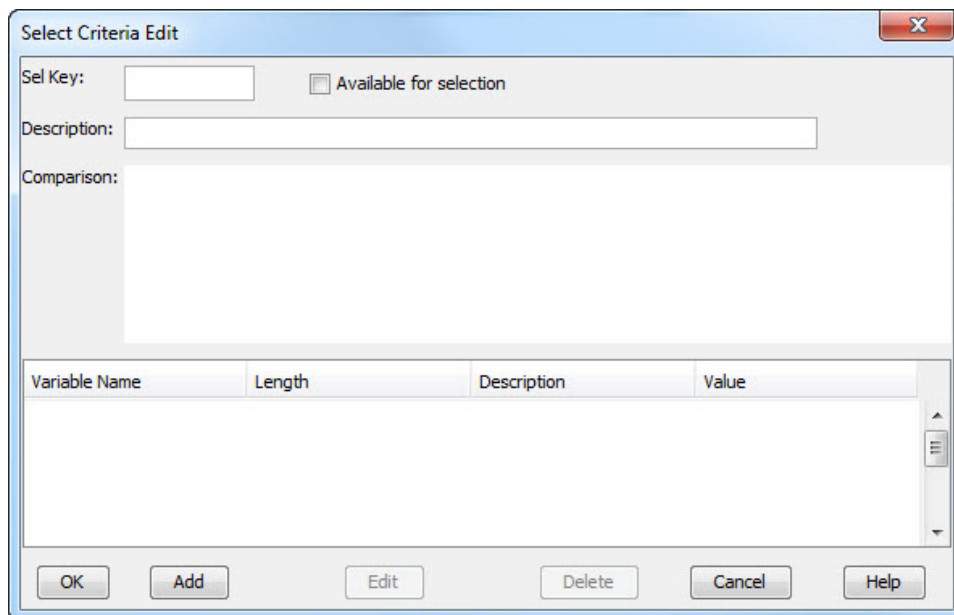 Select Criteria Edit
Sel Key: Available for selection
Description:
Comparison:
Variable Name Length Description Value
OK Add Edit Delete Cancel Help